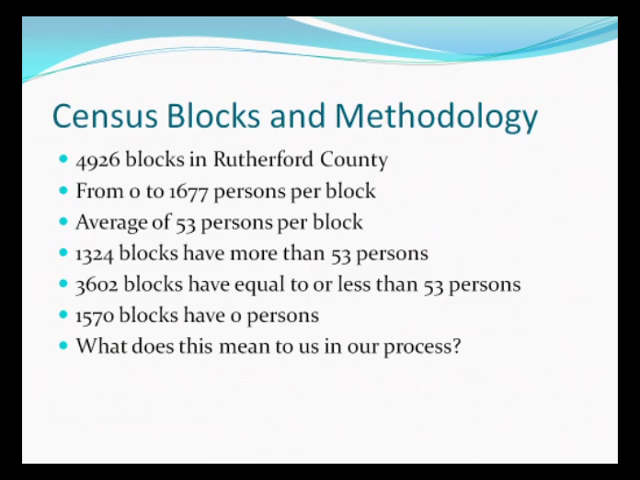 Census Blocks and Methodology
• 4926 blocks in Rutherford County
• From 0 to 1677 persons per block
• Average of 53 persons per block
• 1324 blocks have more than 53 persons
• 3602 blocks have equal to or less than 53 persons
• 1570 blocks have 0 persons
• What does this mean to us in our process?